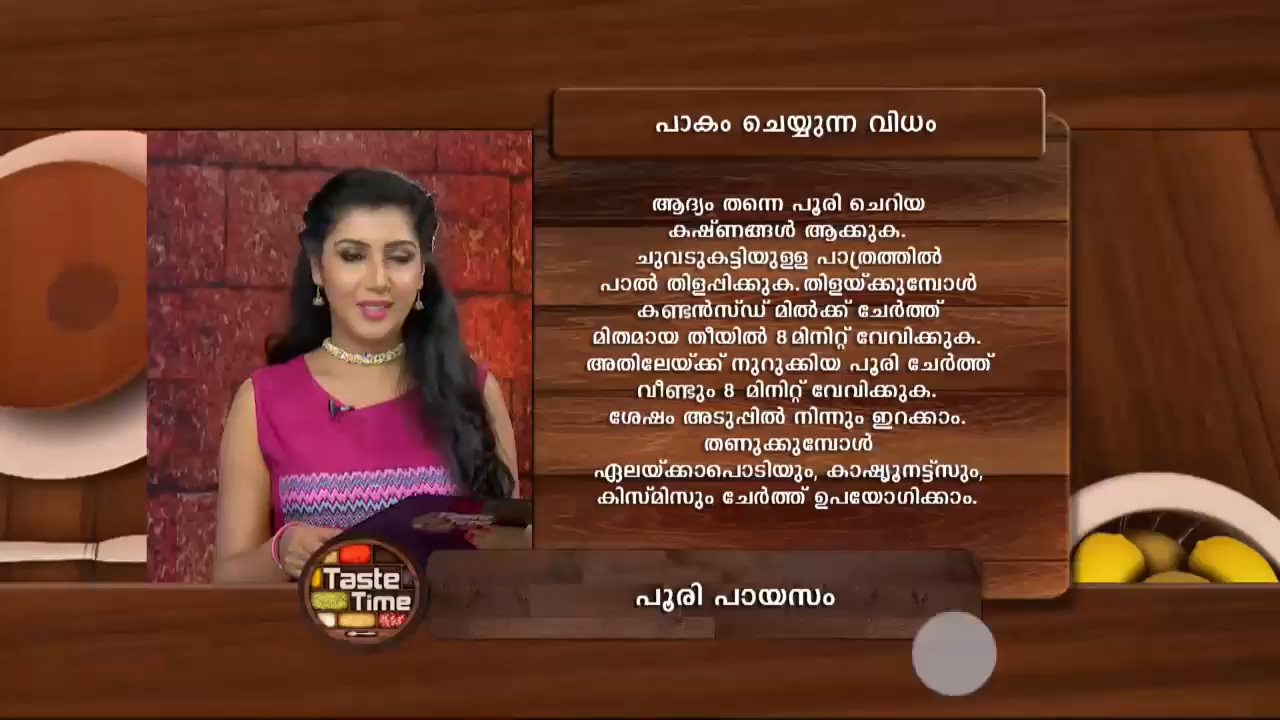 പാകം ചെയ്യുന്ന വിധം
ആദ്യം തന്നെ പൂരി ചെറിയ
കഷ്ണങ്ങൾ ആക്കുക.
ചുവടുകട്ടിയുള്ള പാത്രത്തിൽ
പാൽ തിളപ്പിക്കുക.തിളയ്ക്കുമ്പോൾ
കണ്ടൻസ്ഡ് മിൽക്ക് ചേർത്ത്
മിതമായ തീയിൽ 8 മിനിറ്റ് വേവിക്കുക.
അതിലേയ്ക്ക് നുറുക്കിയ പൂരി ചേർത്ത്
വീണ്ടും 8 മിനിറ്റ് വേവിക്കുക.
ശേഷം അടുപ്പിൽ നിന്നും ഇറക്കാം.
തണുക്കുമ്പോൾ
ഏലയ്ക്കാപൊടിയും, കാഷ്യൂനട്ട്സും,
കിസ്മിസും ചേർത്ത് ഉപയോഗിക്കാം.
Taste
Time
പൂരി പായസം